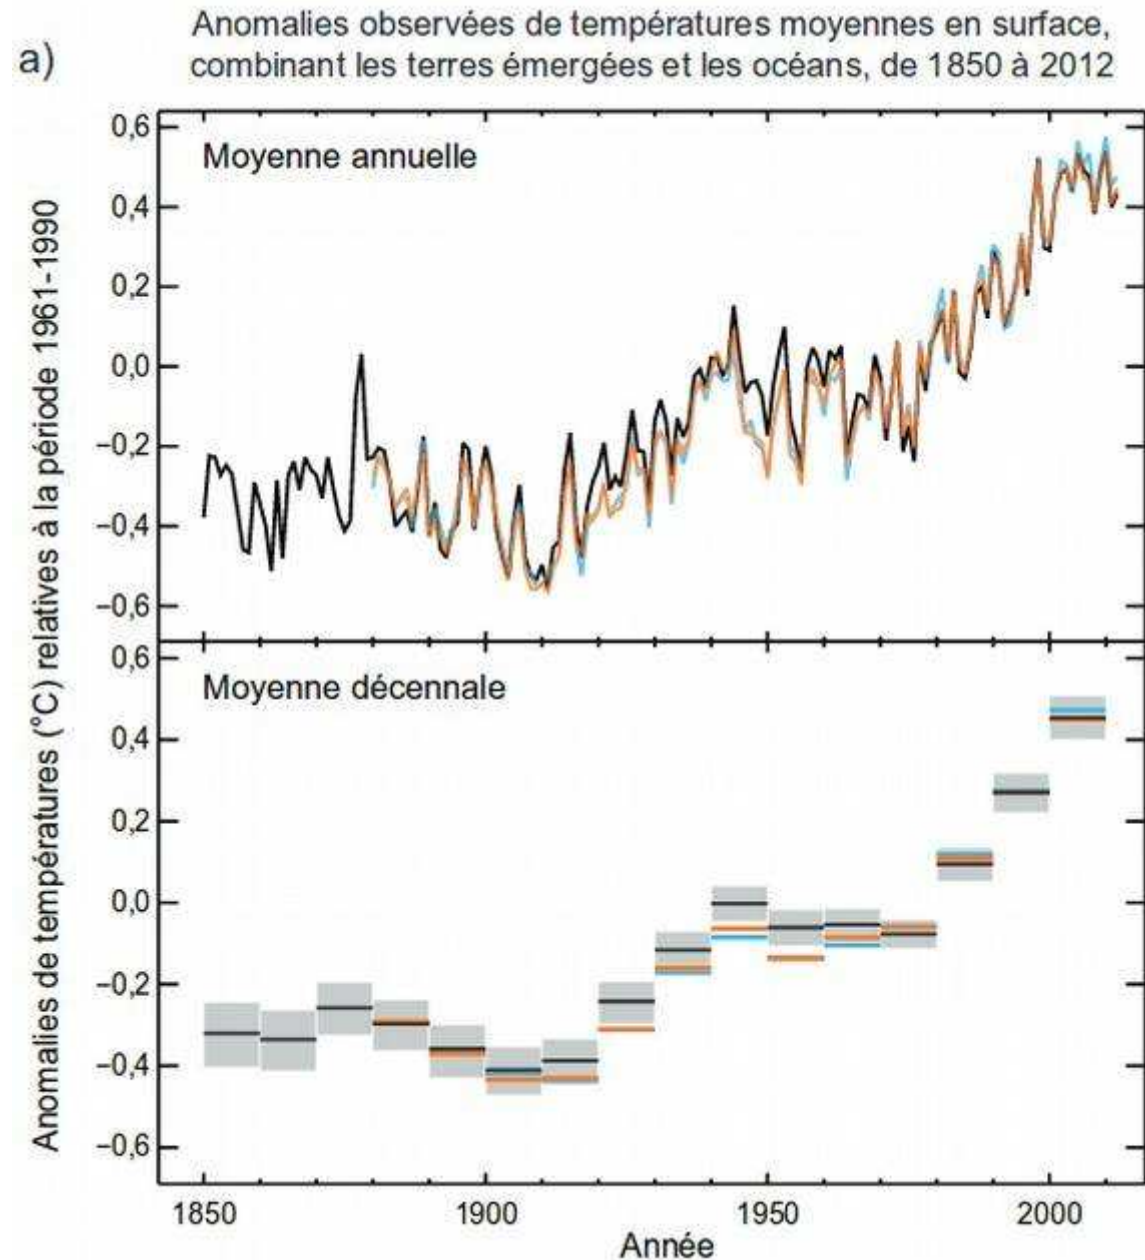 Anomalies observées de températures moyennes en surface,
a)
combinant les terres émergées et les océans, de 1850 à 2012
Anomalies de températures (°C) relatives à la période 1961-1990
Moyenne annuelle
0,6
0,4
0,2
0,0
−0,2
−0,4
−0,6
Moyenne décennale
0,6
0,4
0,2
0,0
−0,2
−0,4
−0,6
1850
1900
1950
2000
Année